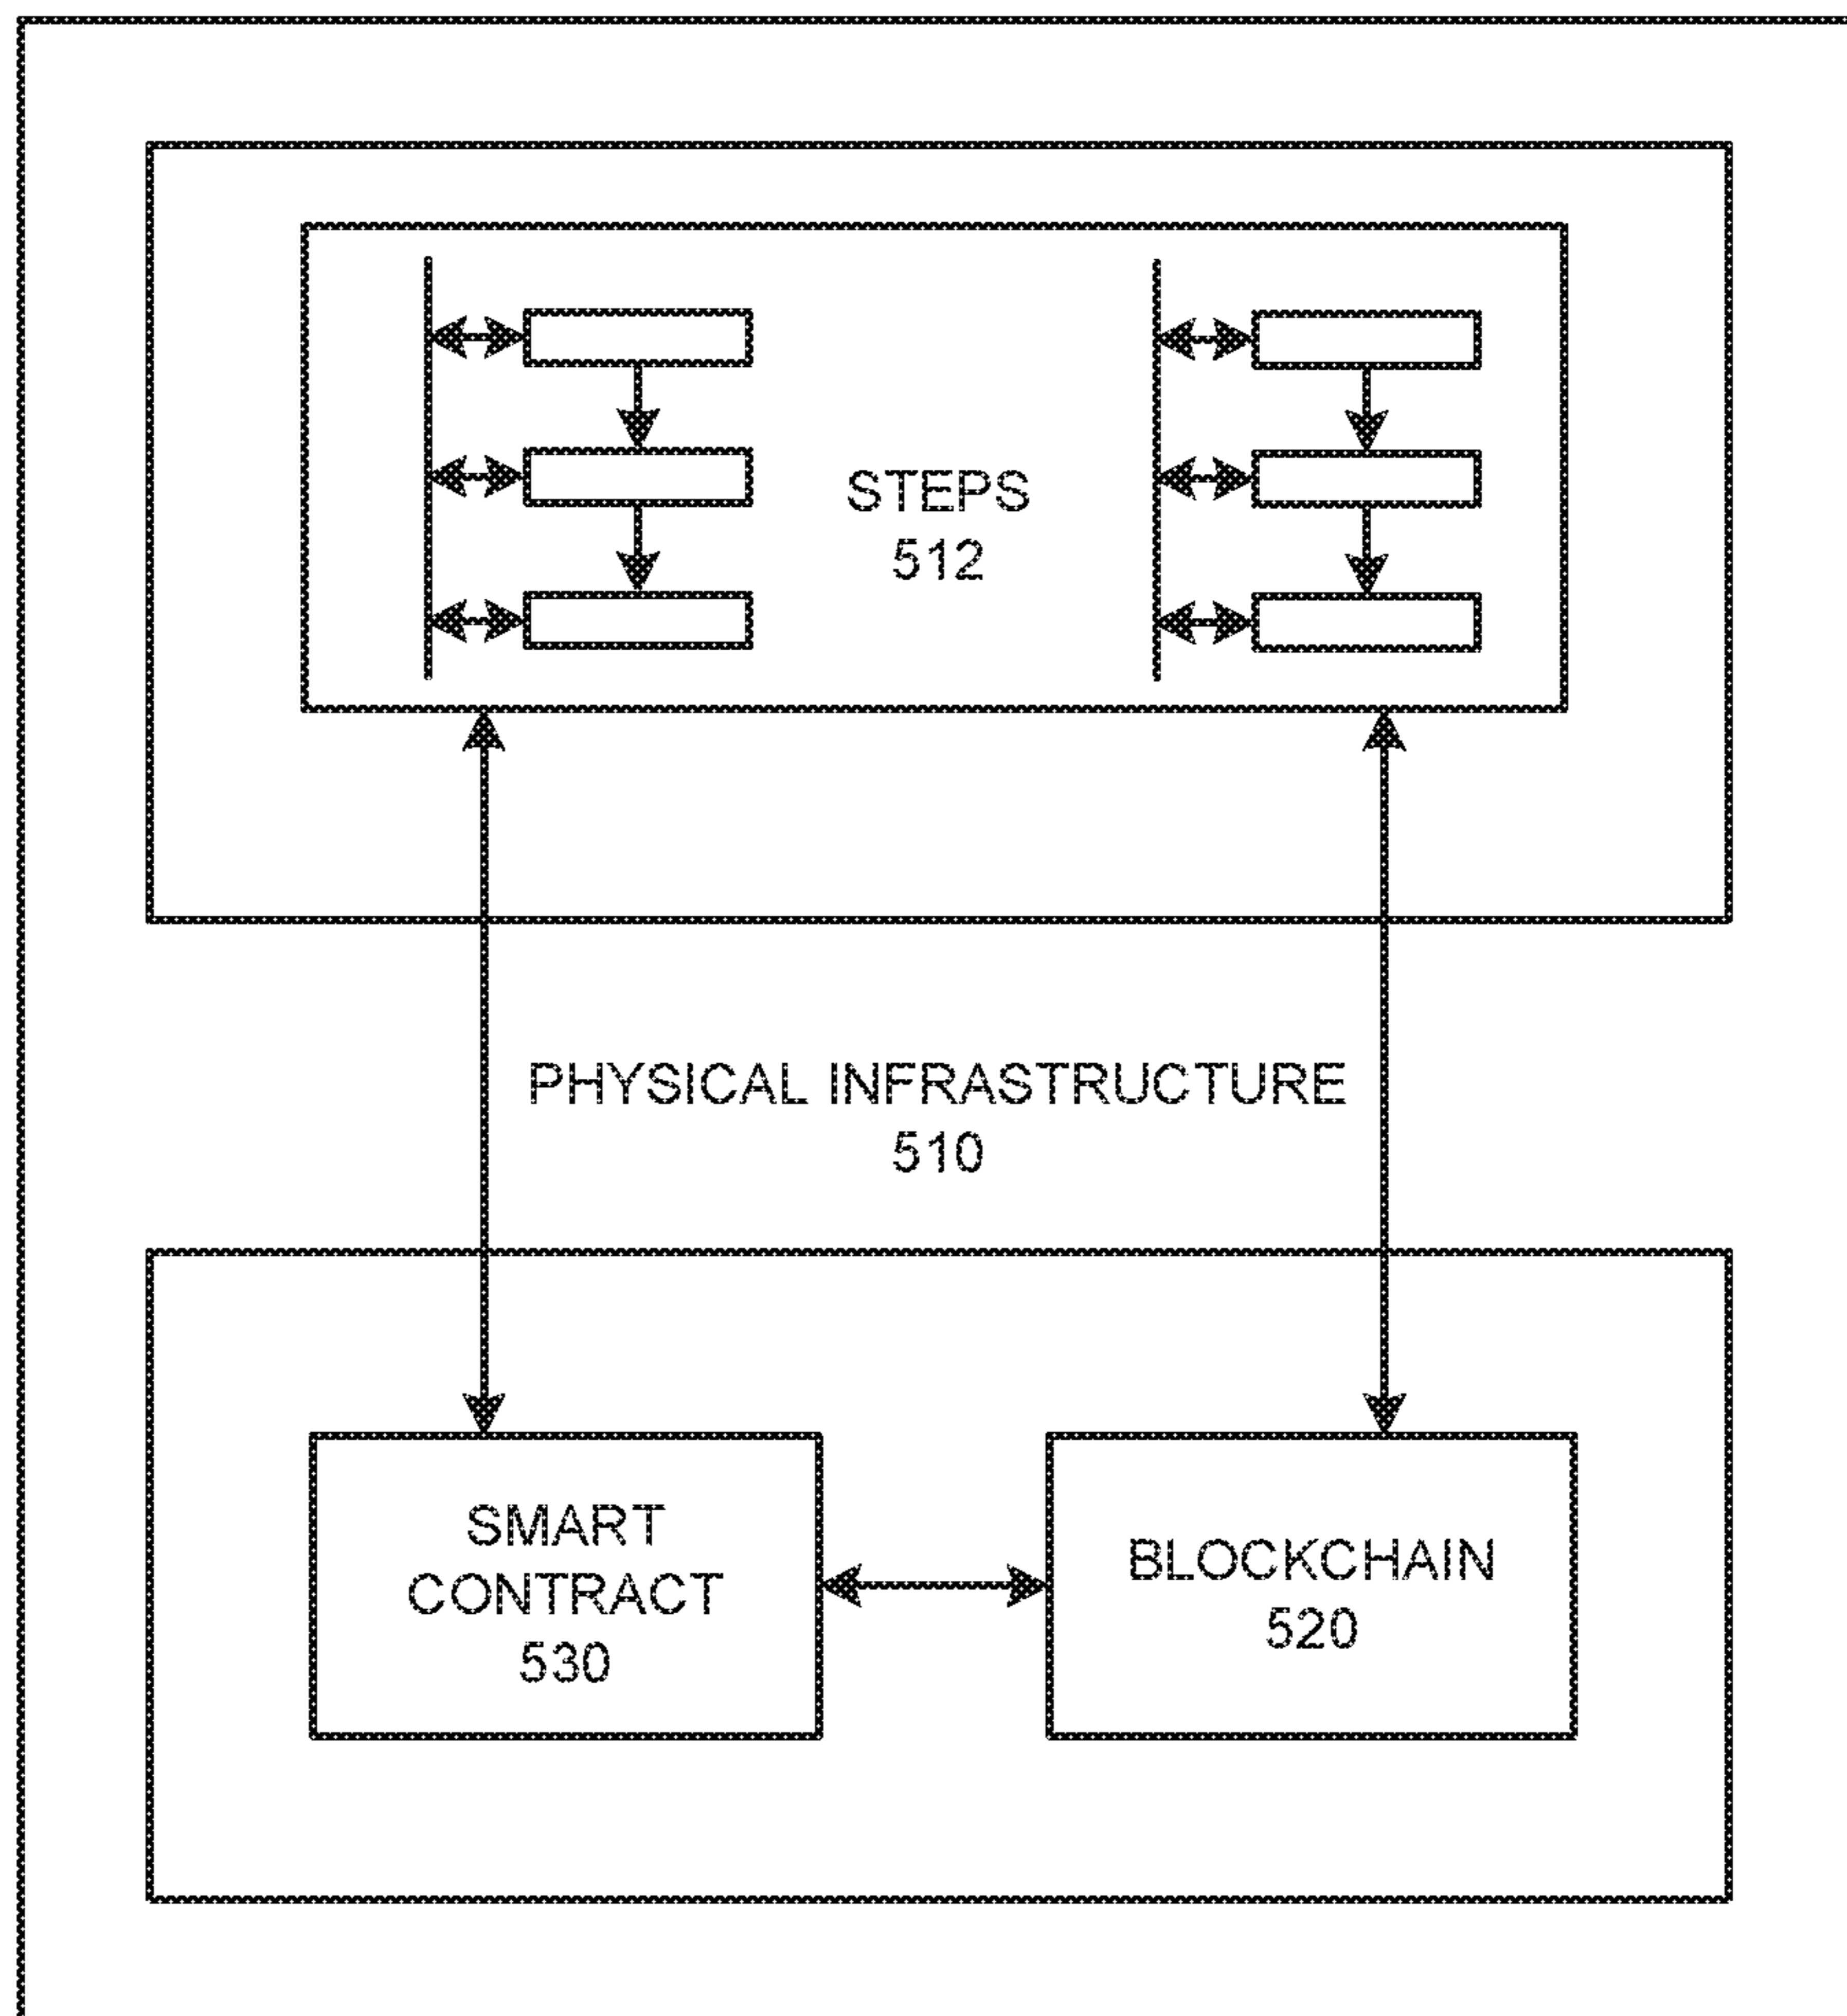 STEPS
512
PHYSICAL INFRASTRUCTURE
510
SMART
CONTRACT
530
BLOCKCHAIN
520